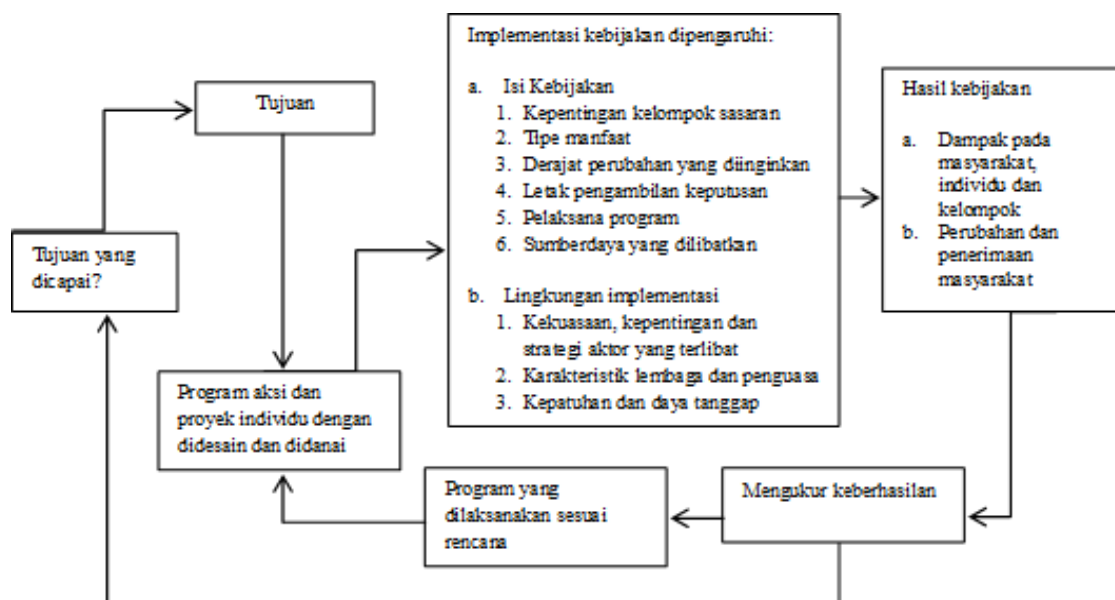 Tujuan
Tujuan yang
dicapai?
Program aksi dan
proyek individu dengan
didesain dan didanai
Implementasi kebijakan dipengaruhi:
a. Isi Kebijakan
1. Kepentingan kelompok sasaran
2. Tipe manfaat
3. Derajat perubahan yang diinginkan
4. Letak pengambilan keputusan
5. Pelaksana program
6. Sumberdaya yang dilibatkan
b. Lingkungan implementasi
1. Kekuasaan, kepentingan dan
strategi aktor yang terlibat
2. Karakteristik lembaga dan penguasa
3. Kepatuhan dan daya tanggap
Hasil kebijakan
a. Dampak pada
masyarakat,
individu dan
kelompok
b. Perubahan dan
penerimaan
masyarakat
Mengukur keberhasilan
Program yang
dilaksanakan sesuai
rencana